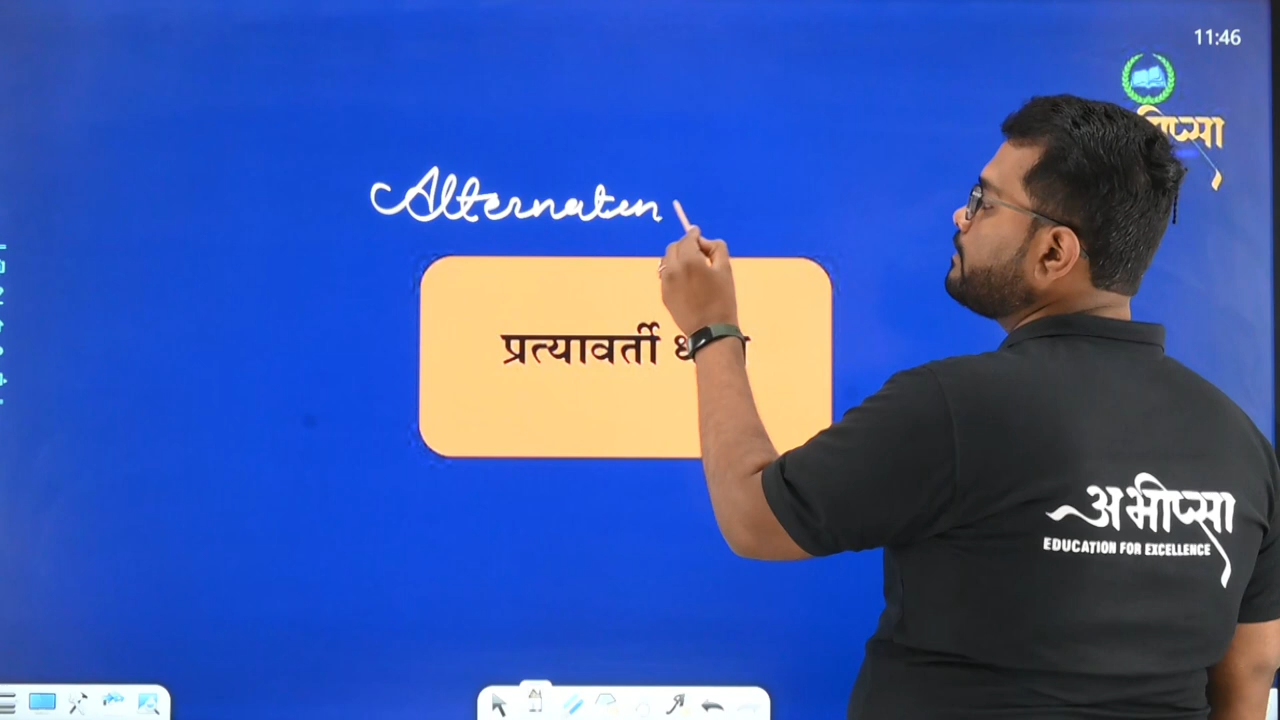 11:46
प्सा
Alternatin
प्रत्यावर्ती
अभीप्सा
EDUCATION FOR EXCELLENCE